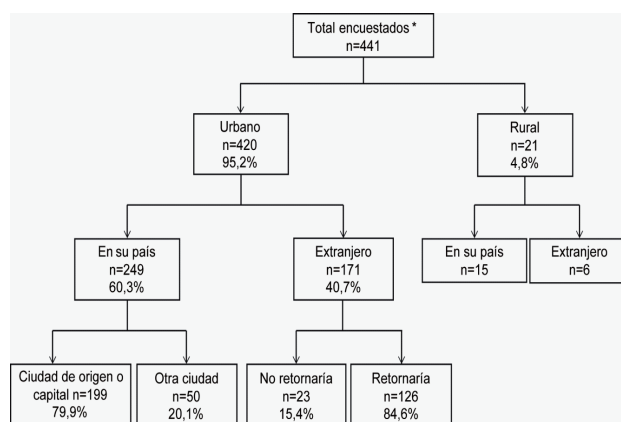 Total encuestados *
n=441
Urbano
n=420
95,2%
Rural
n=21
4,8%
En su país
n=249
60,3%
Extranjero
n=171
40,7%
En su país
n=15
Extranjero
n=6
Ciudad de origen o
capital n=199
79,9%
Otra ciudad
n=50
20,1%
No retornaría
n=23
15,4%
Retornaría
n=126
84,6%